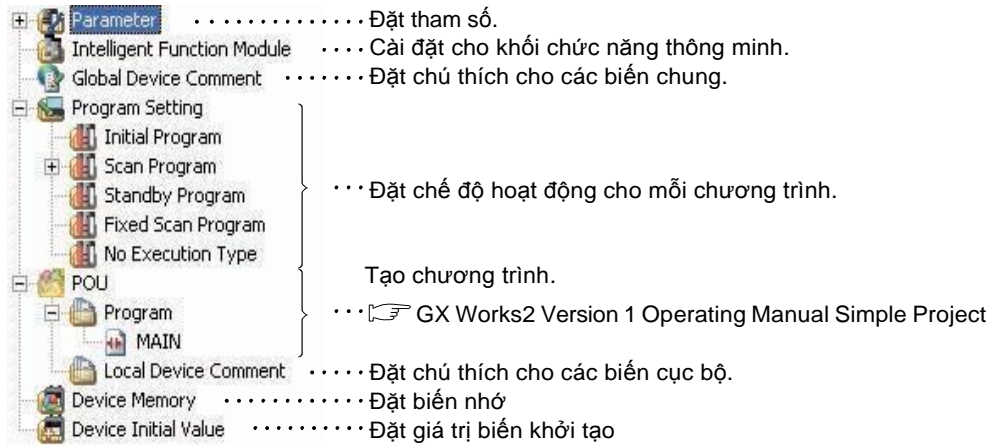 Parameter ・・・・・・・・・・・・・・ Đặt tham số.
Intelligent Function Module ・・・・ Cài đặt cho khối chức năng thông minh.
Global Device Comment ・・・・・・・ Đặt chú thích cho các biến chung.
Program Setting
Initial Program
Scan Program
Standby Program ・・・ Đặt chế độ hoạt động cho mỗi chương trình.
Fixed Scan Program
No Execution Type
POU Tạo chương trình.
Program ・・・ GX Works2 Version 1 Operating Manual Simple Project
MAIN
Local Device Comment ・・・・・ Đặt chú thích cho các biến cục bộ.
Device Memory ・・・・・・・・・・・・ Đặt biến nhớ
Device Initial Value ・・・・・・・・・・ Đặt giá trị biến khởi tạo